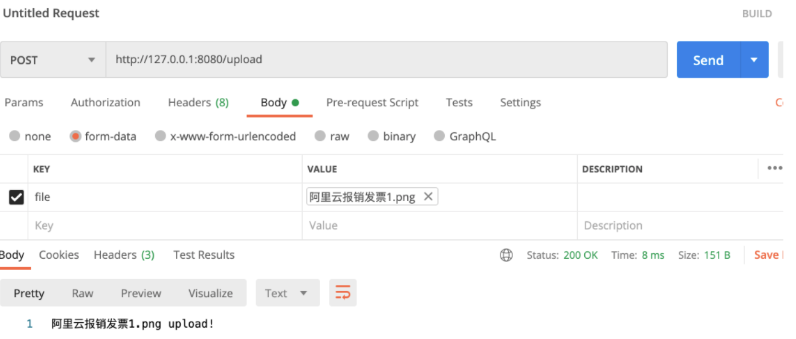 Untitled Request BUILD
POST http://127.0.0.1:8080/upload Send
Params Authorization Headers (8) Body Pre-request Script Tests Settings
none form-data x-www-form-urlencoded raw binary GraphQL
KEY VALUE DESCRIPTION
file 阿里云报销发票1.png
Key Value Description
Body Cookies Headers (3) Test Results Status: 200 OK Time: 8 ms Size: 151 B Save
Pretty Raw Preview Visualize Text
1 阿里云报销发票1.png upload!